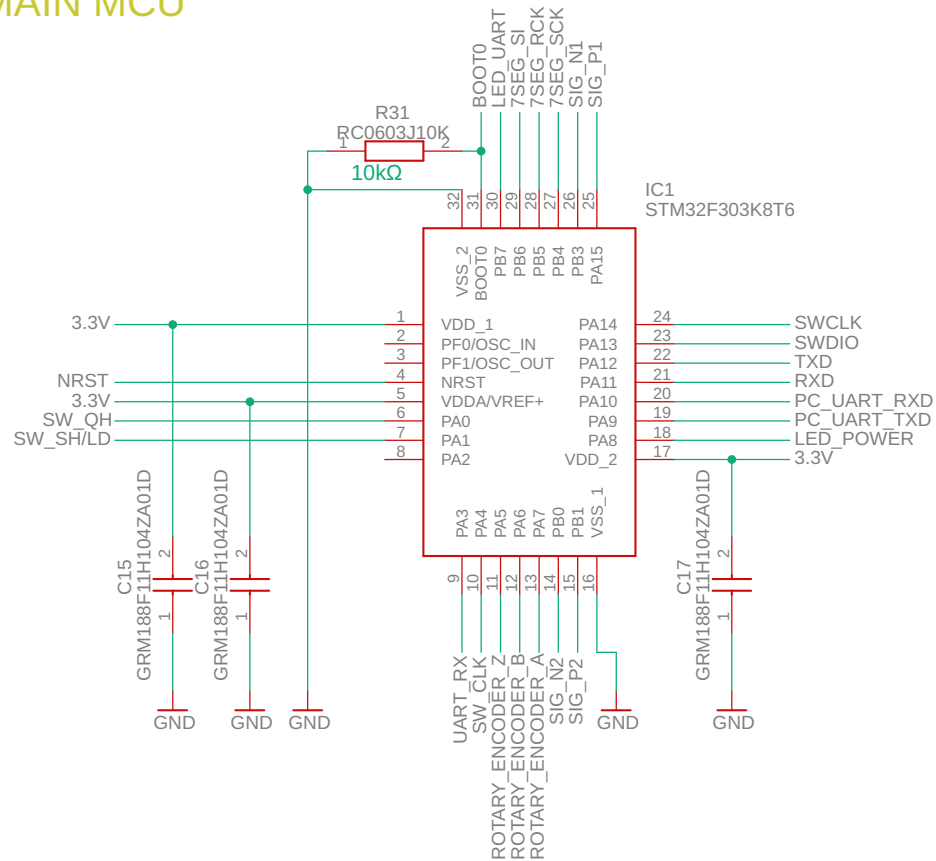 MAIN MCU
BOOT0
LED_UART
7SEG_SI
7SEG_RCK
7SEG_SCK
SIG_N1
SIG_P1
R31
RC0603J10K
1
2
10kΩ
32
31
30
29
28
27
26
25
IC1
STM32F303K8T6
VSS_2
BOOT0
PB7
PB6
PB5
PB4
PB3
PA15
3.3V
1
VDD_1
PA14
24
SWCLK
2
PF0/OSC_IN
PA13
23
SWDIO
3
PF1/OSC_OUT
PA12
22
TXD
NRST
4
NRST
PA11
21
RXD
3.3V
5
VDDA/VREF+
PA10
20
PC_UART_RXD
SW_QH
6
PA0
PA9
19
PC_UART_TXD
SW_SH/LD
7
PA1
PA8
18
LED_POWER
8
PA2
VDD_2
17
3.3V
PA3
PA4
PA5
PA6
PA7
PB0
PB1
VSS_1
C15
GRM188F11H104ZA01D
2
1
C16
GRM188F11H104ZA01D
2
1
9
10
11
12
13
14
15
16
C17
GRM188F11H104ZA01D
2
1
UART_RX
SW_CLK
ROTARY_ENCODER_Z
ROTARY_ENCODER_B
ROTARY_ENCODER_A
SIG_N2
SIG_P2
GND
GND
GND
GND
GND